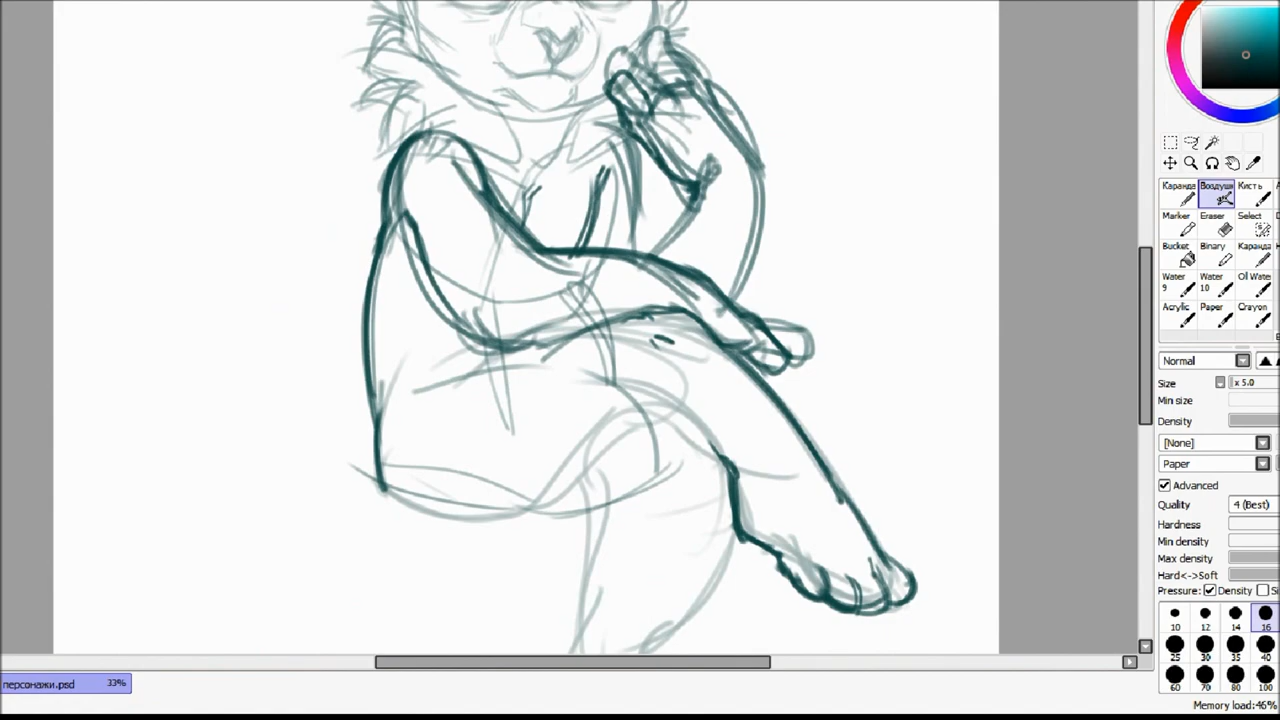 Каранда Воздуш Кисть
Marker Eraser Select
Bucket Binary Каранда
Water 9 Water 10 Oil Wate
Acrylic Paper Crayon
Normal
Size x 5.0
Min size
Density
[None]
Paper
Advanced
Quality 4 (Best)
Hardness
Min density
Max density
Hard<->Soft
Pressure: Density
10 12 14 16
25 30 35 40
60 70 80 100
персонажи.psd 33%
Memory load:46%